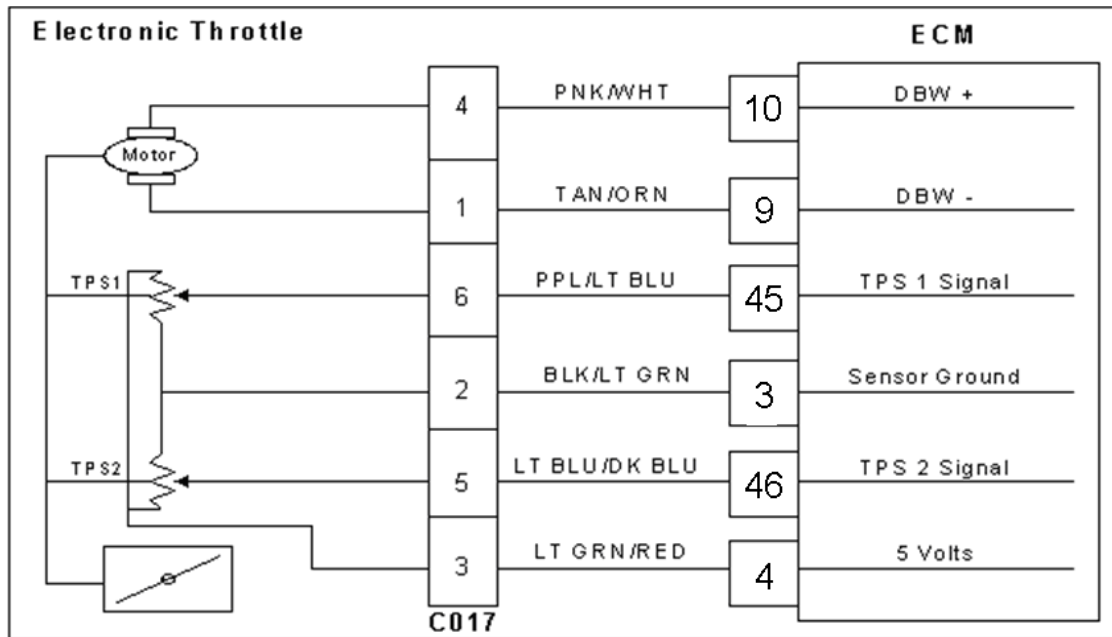 Electronic Throttle
ECM
4
PNK/WHT
10
DBW +
Motor
1
TAN/ORN
9
DBW -
TPS1
6
PPL/LT BLU
45
TPS 1 Signal
2
BLK/LT GRN
3
Sensor Ground
TPS2
5
LT BLU/DK BLU
46
TPS 2 Signal
3
LT GRN/RED
4
5 Volts
C017